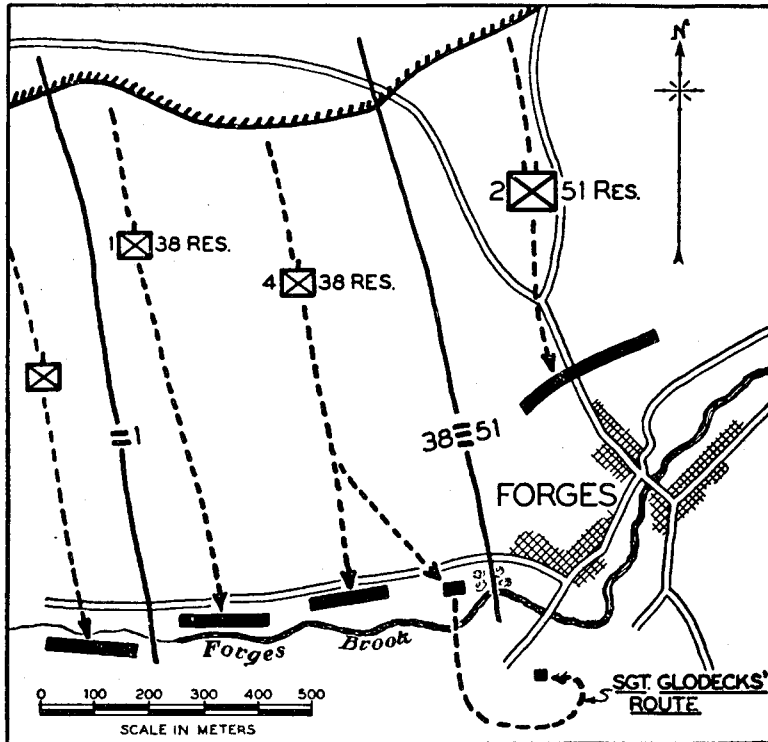 N
2 51 RES.
1 38 RES.
4 38 RES.
1
38 51
FORGES
Forges Brook
SGT. GLODECKS'
ROUTE
0 100 200 300 400 500
SCALE IN METERS